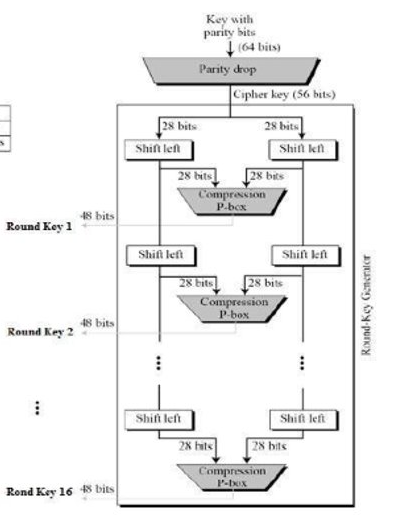 Key with
parity bits
(64 bits)
Parity drop
Cipher key (56 bits)
28 bits
28 bits
s
Shift left
Shift left
28 bits
28 bits
Compression
P-box
48 bits
Round Key 1
Shift left
Shift left
28 bits
28 bits
Compression
P-box
48 bits
Round Key 2
Round-Key Generator
Shift left
Shift left
28 bits
28 bits
Compression
P-box
Rond Key 16
48 bits